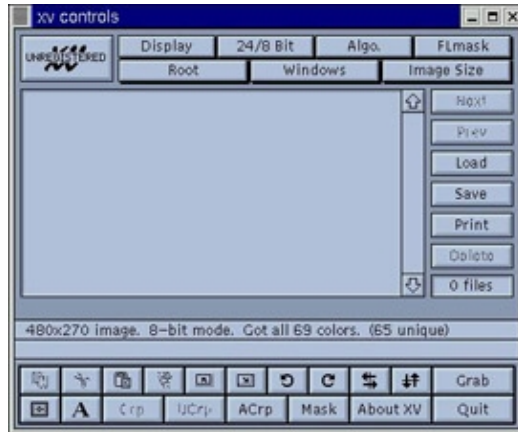 xv controls
UNREGISTERED
Display 24/8 Bit Algo. FLmask
Root Windows Image Size
Next
Prev
Load
Save
Print
Delete
0 files
480x270 image. 8-bit mode. Got all 69 colors. (65 unique)
Grab
A Crp UCrp ACrp Mask About XV Quit